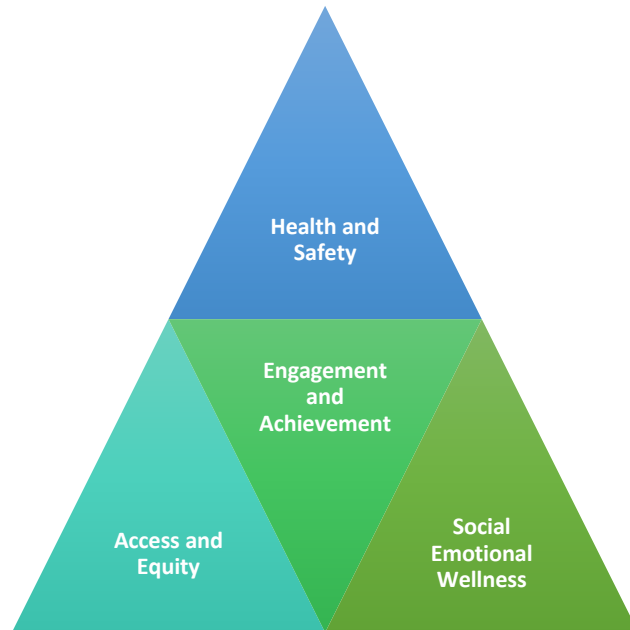 Health and
Safety
Engagement
and
Achievement
Access and
Equity
Social
Emotional
Wellness